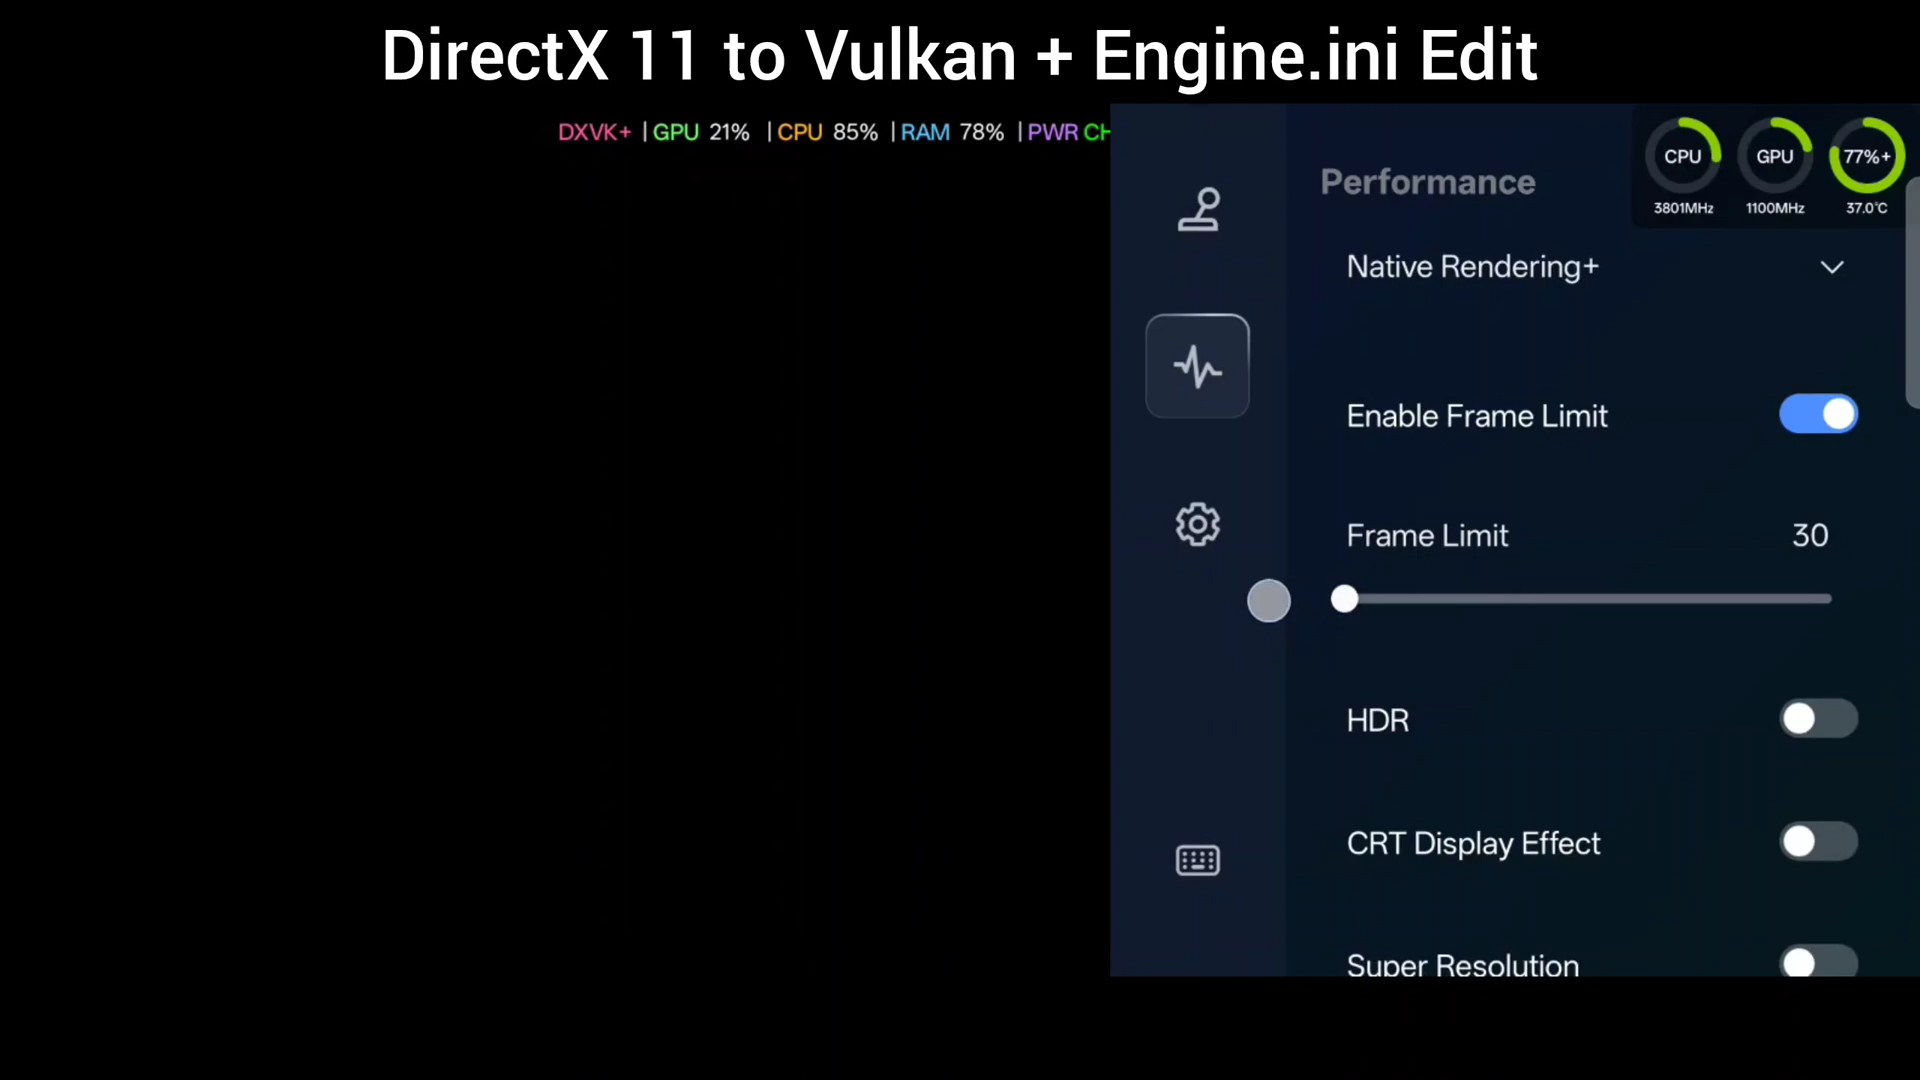 DirectX 11 to Vulkan + Engine.ini Edit
DXVK+ | GPU 21% | CPU 85% | RAM 78% | PWR CH
CPU GPU 77%+
3801MHz 1100MHz 37.0°C
Performance
Native Rendering+
Enable Frame Limit
Frame Limit 30
HDR
CRT Display Effect
Super Resolution